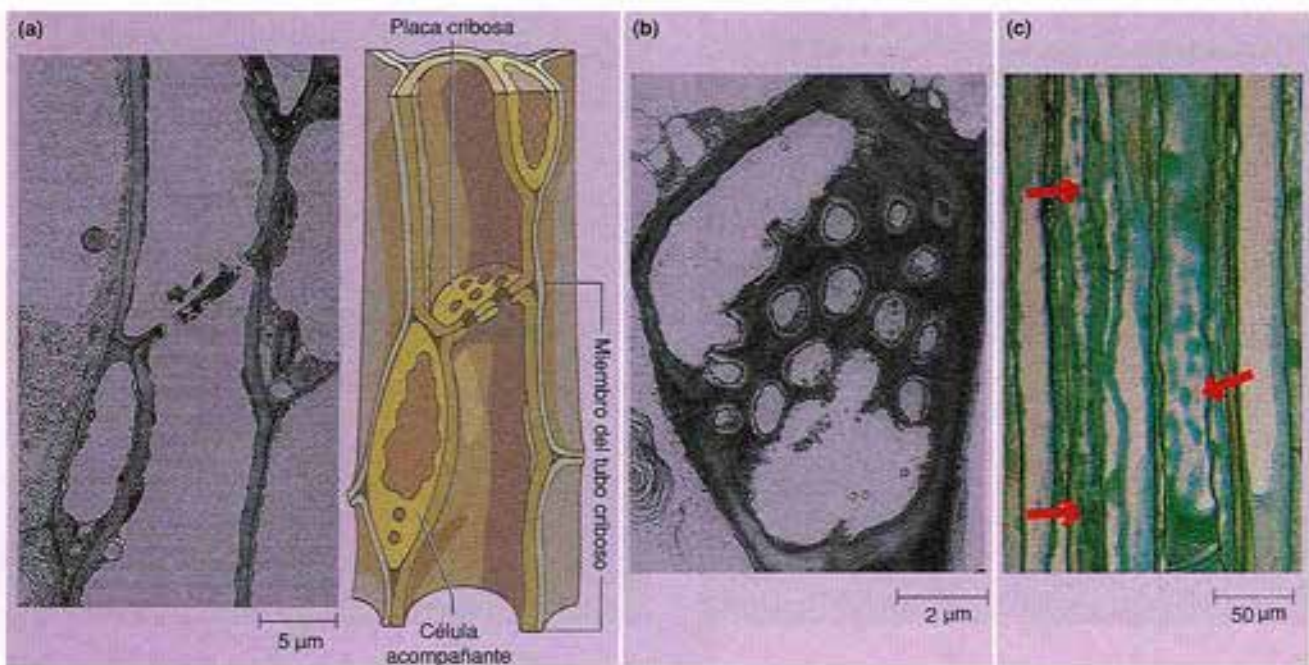 (a)
Placa cribosa
Miembro del tubo criboso
Célula
acompañante
5 µm
(b)
2 µm
(c)
50 µm